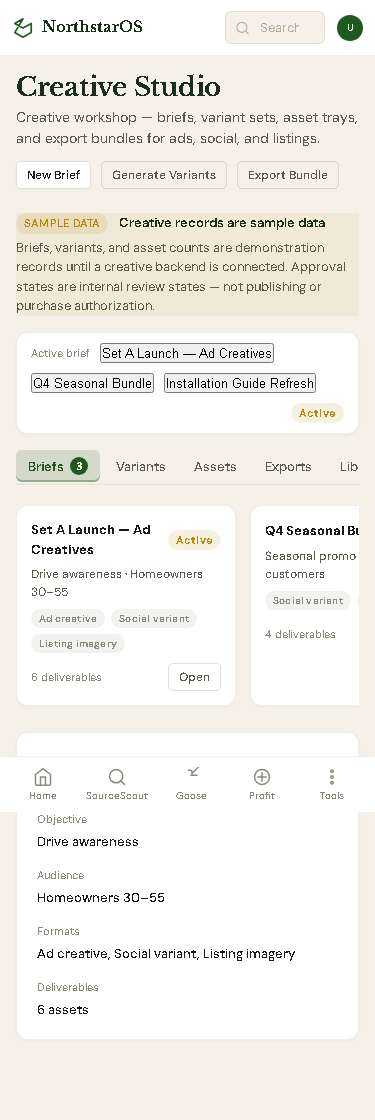 NorthstarOS
Search
U
Creative Studio
Creative workshop — briefs, variant sets, asset trays,
and export bundles for ads, social, and listings.
New Brief
Generate Variants
Export Bundle
SAMPLE DATA
Creative records are sample data
Briefs, variants, and asset counts are demonstration
records until a creative backend is connected. Approval
states are internal review states — not publishing or
purchase authorization.
Active brief
Set A Launch — Ad Creatives
Q4 Seasonal Bundle
Installation Guide Refresh
Active
Briefs 3
Variants
Assets
Exports
Lib
Set A Launch — Ad
Creatives
Active
Drive awareness · Homeowners
30–55
Ad creative
Social variant
Listing imagery
6 deliverables
Open
Q4 Seasonal Bu
Seasonal promo
customers
Social variant
4 deliverables
Home
SourceScout
Goose
Profit
Tools
Objective
Drive awareness
Audience
Homeowners 30–55
Formats
Ad creative, Social variant, Listing imagery
Deliverables
6 assets